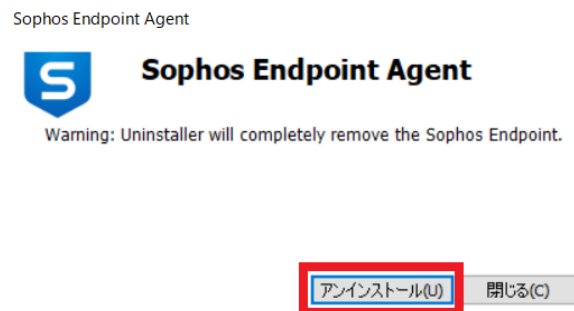 Sophos Endpoint Agent
Sophos Endpoint Agent
Warning: Uninstaller will completely remove the Sophos Endpoint.
アンインストール(U) 閉じる(C)